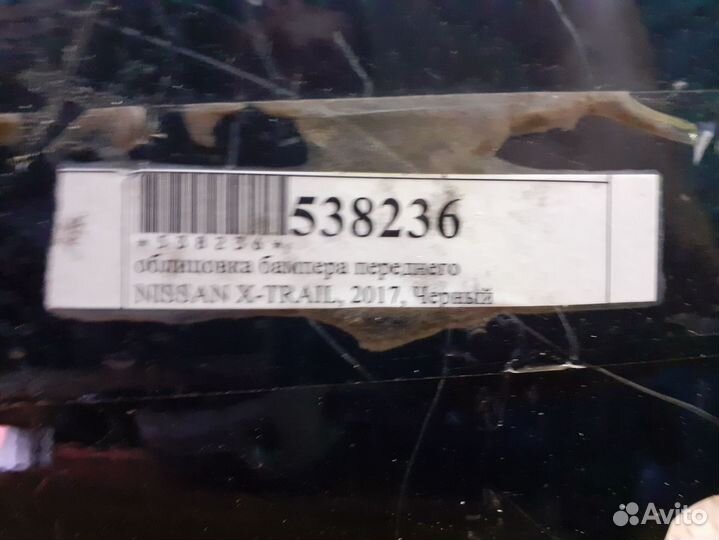 538236
*538236*
облицовка бампера переднего
NISSAN X-TRAIL, 2017, Черный
Avito